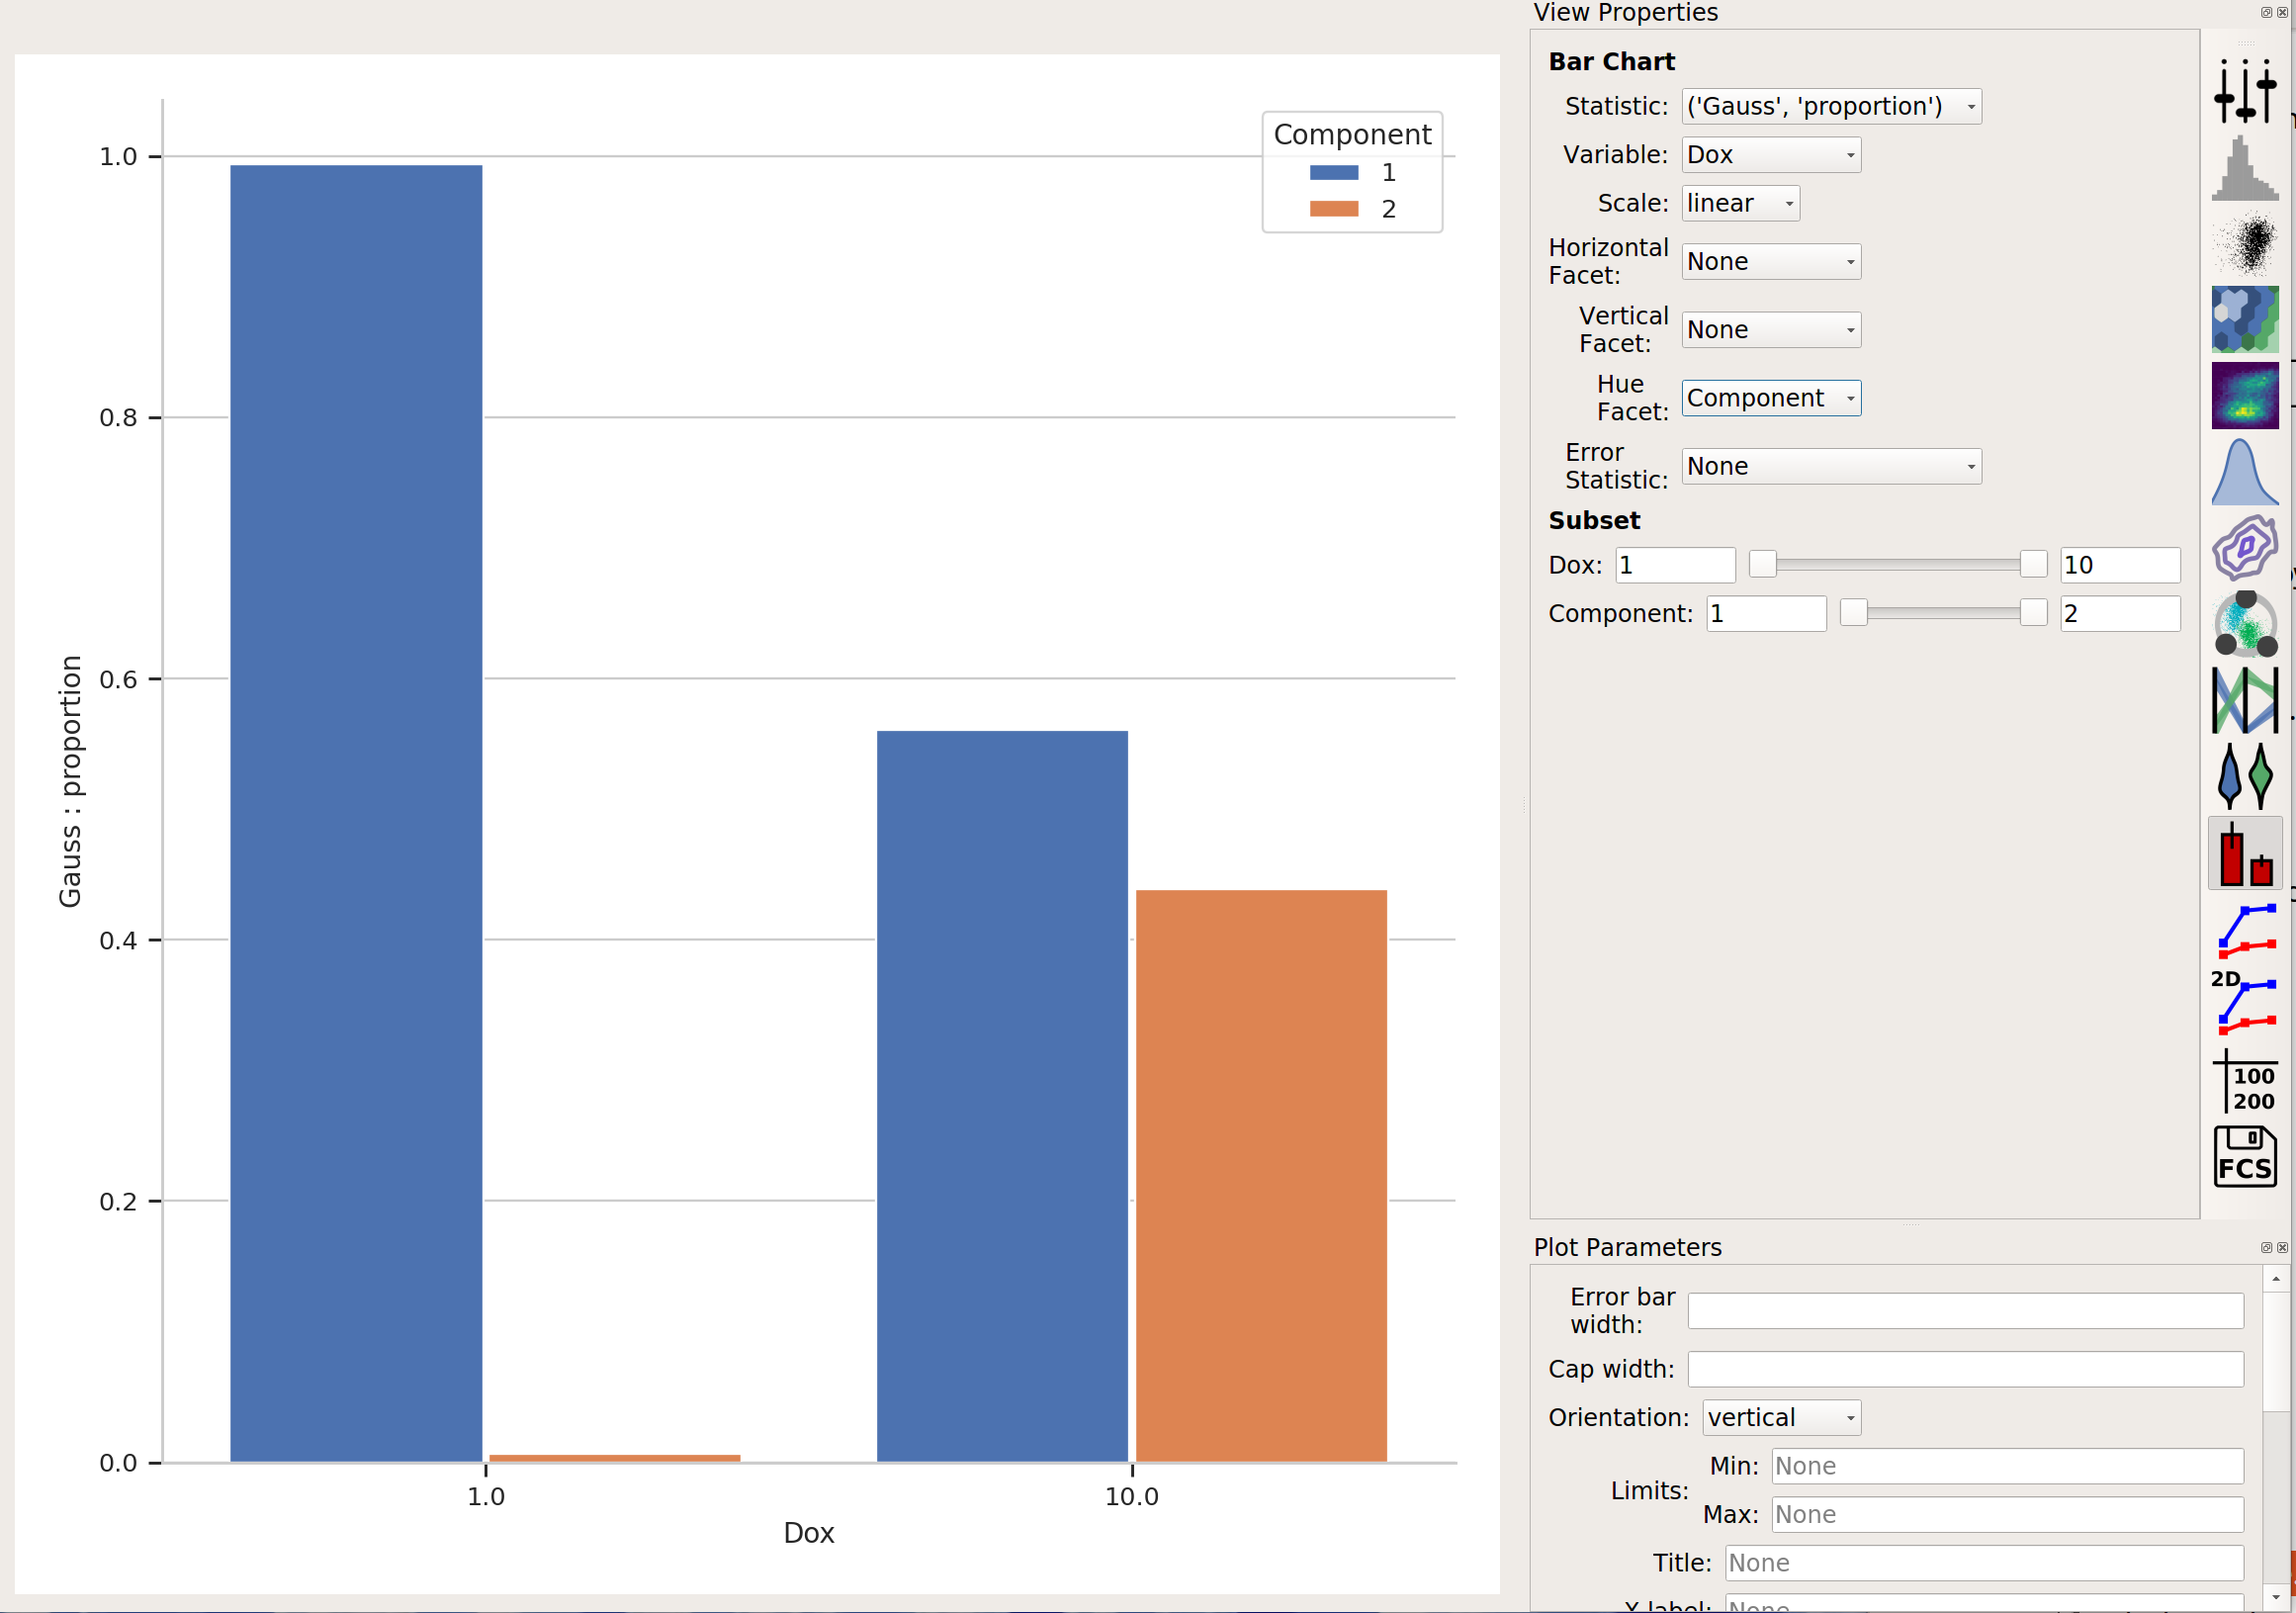 View Properties
Bar Chart
Statistic: ('Gauss', 'proportion')
Variable: Dox
Scale: linear
Horizontal
Facet: None
Vertical
Facet: None
Hue
Facet: Component
Error
Statistic: None
Subset
Dox: 1 10
Component: 1 2
2D
100
200
FCS
Component
1
2
1.0
0.8
0.6
0.4
0.2
0.0
Gauss : proportion
1.0 10.0
Dox
Plot Parameters
Error bar
width:
Cap width:
Orientation: vertical
Limits:
Min: None
Max: None
Title: None
X label: None